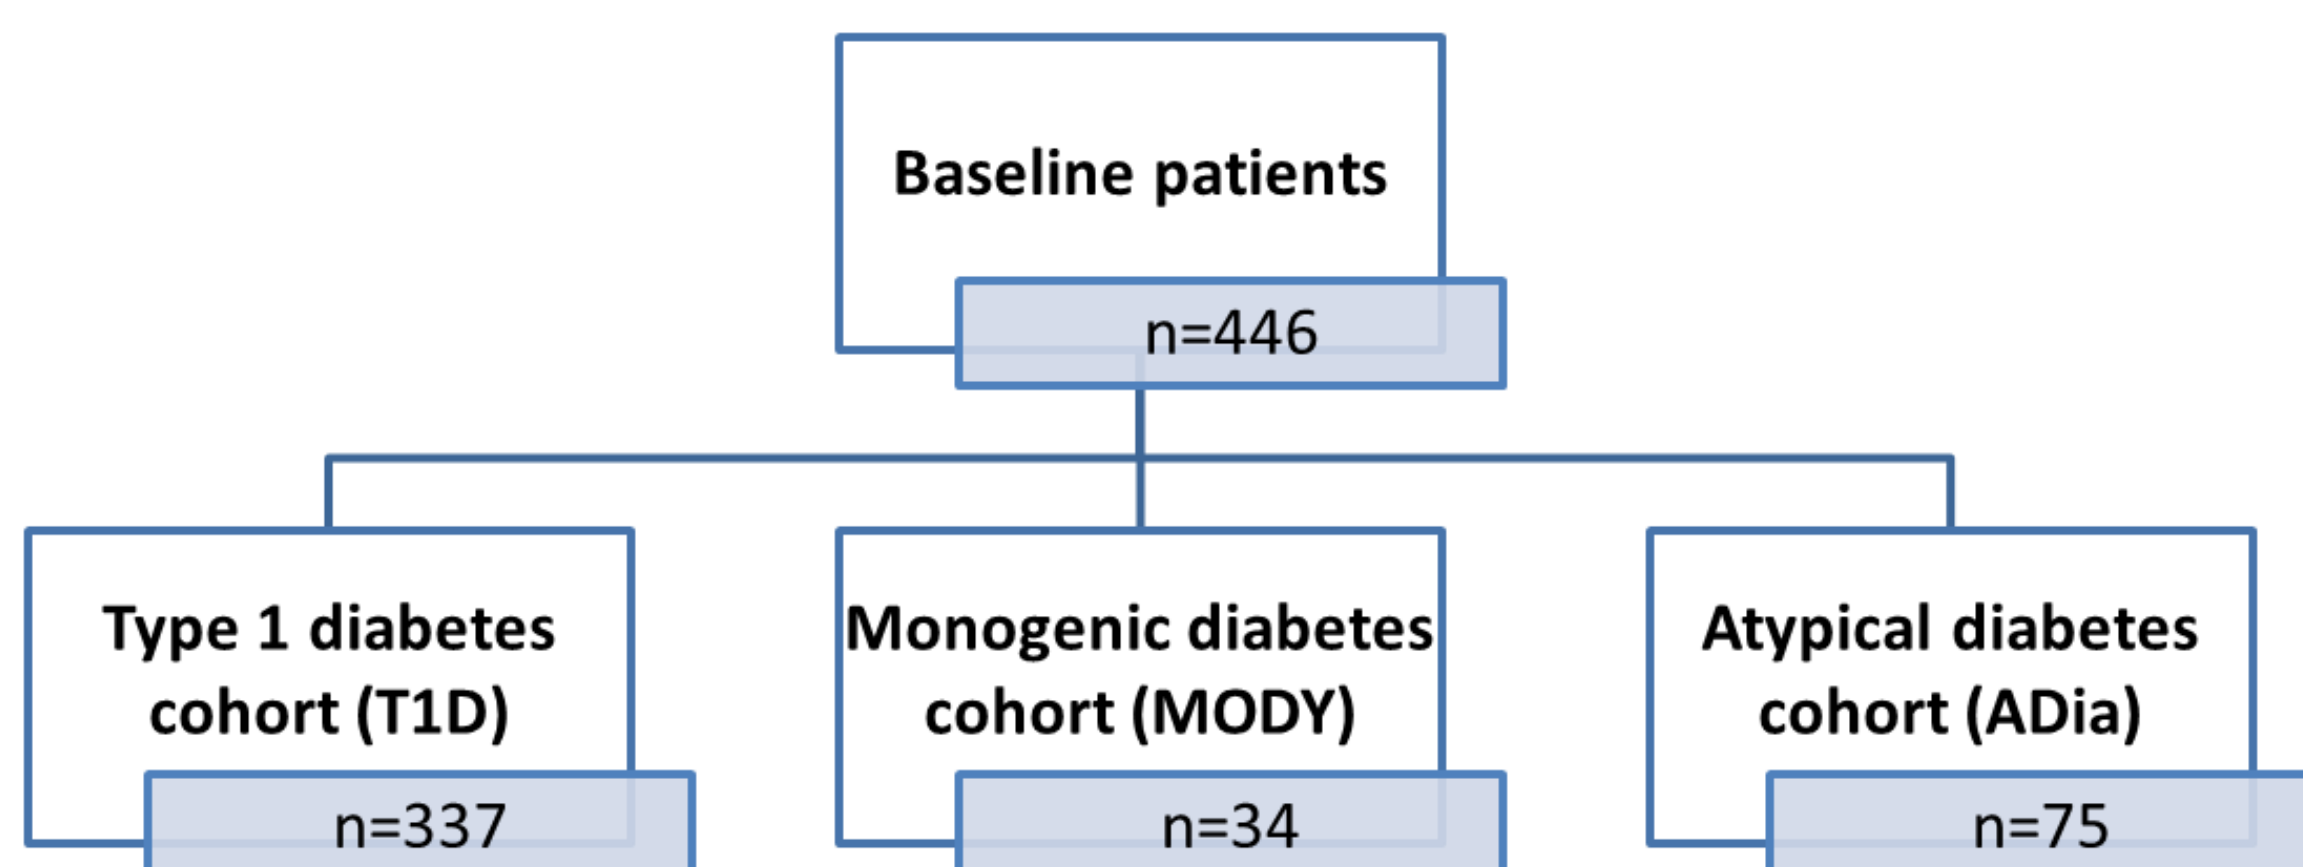 Baseline patients
n=446
Type 1 diabetes
cohort (T1D)
n=337
Monogenic diabetes
cohort (MODY)
n=34
Atypical diabetes
cohort (ADia)
n=75